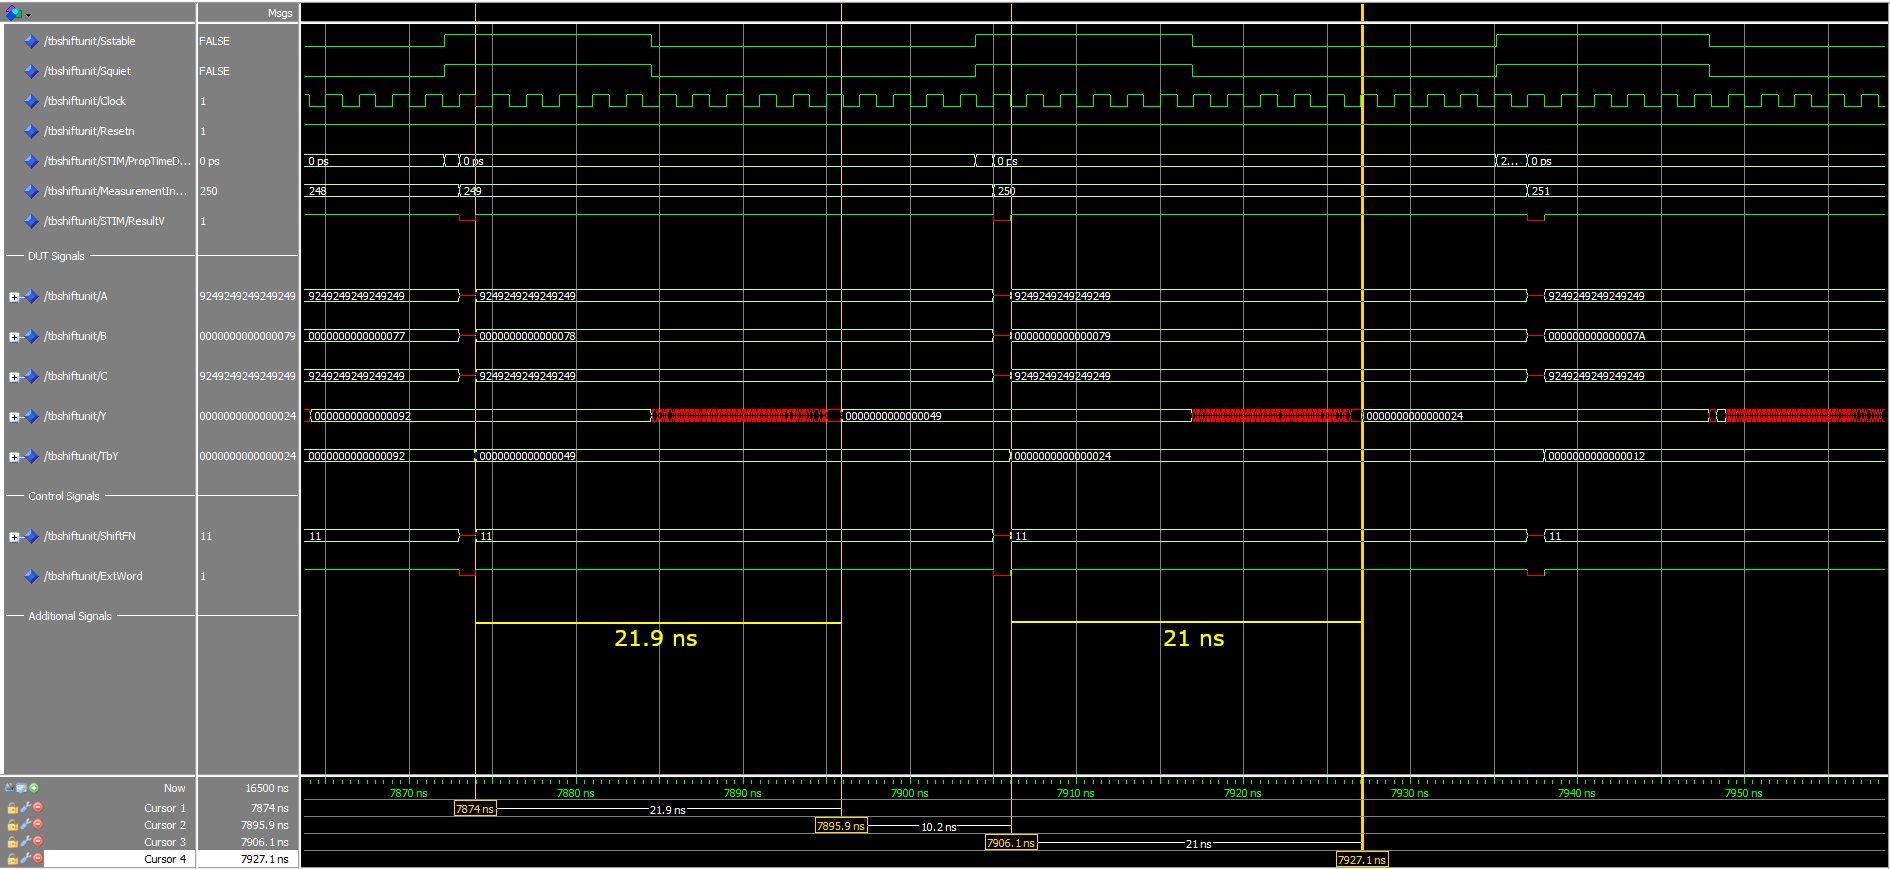 Msgs
/tbshiftunit/Sstable FALSE
/tbshiftunit/Squiet FALSE
/tbshiftunit/Clock 1
/tbshiftunit/Resetn 1
/tbshiftunit/STIM/PropTimeD... 0 ps 0 ps 0 ps 0 ps 2... 0 ps
/tbshiftunit/MeasurementIn... 250 248 249 250 251
/tbshiftunit/STIM/ResultV 1
DUT Signals
/tbshiftunit/A 9249249249249249 9249249249249249 9249249249249249 9249249249249249 9249249249249249
/tbshiftunit/B 0000000000000079 0000000000000077 0000000000000078 0000000000000079 000000000000007A
/tbshiftunit/C 9249249249249249 9249249249249249 9249249249249249 9249249249249249 9249249249249249
/tbshiftunit/Y 0000000000000024 0000000000000092 0000000000000049 0000000000000024
/tbshiftunit/TbY 0000000000000024 0000000000000092 0000000000000049 0000000000000024 0000000000000012
Control Signals
/tbshiftunit/ShiftFN 11 11 11 11 11
/tbshiftunit/ExtWord 1
Additional Signals
21.9 ns 21 ns
Now 16500 ns 7870 ns 7880 ns 7890 ns 7900 ns 7910 ns 7920 ns 7930 ns 7940 ns 7950 ns
Cursor 1 7874 ns 7874 ns 21.9 ns
Cursor 2 7895.9 ns 7895.9 ns 10.2 ns
Cursor 3 7906.1 ns 7906.1 ns 21 ns
Cursor 4 7927.1 ns 7927.1 ns